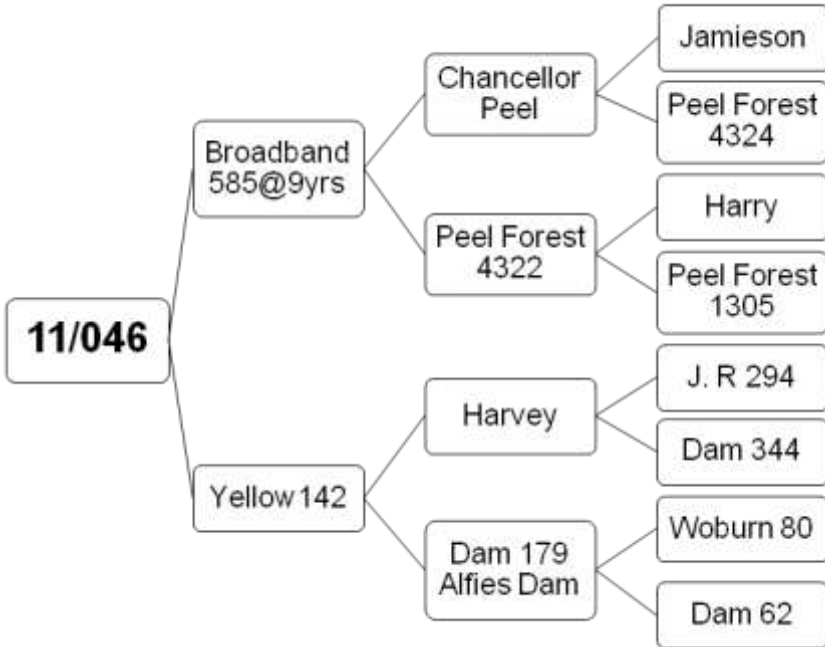 Jamieson
Chancellor
Peel
Peel Forest
4324
Broadband
585@9yrs
Harry
Peel Forest
4322
Peel Forest
1305
11/046
J. R 294
Harvey
Dam 344
Yellow 142
Woburn 80
Dam 179
Alfies Dam
Dam 62